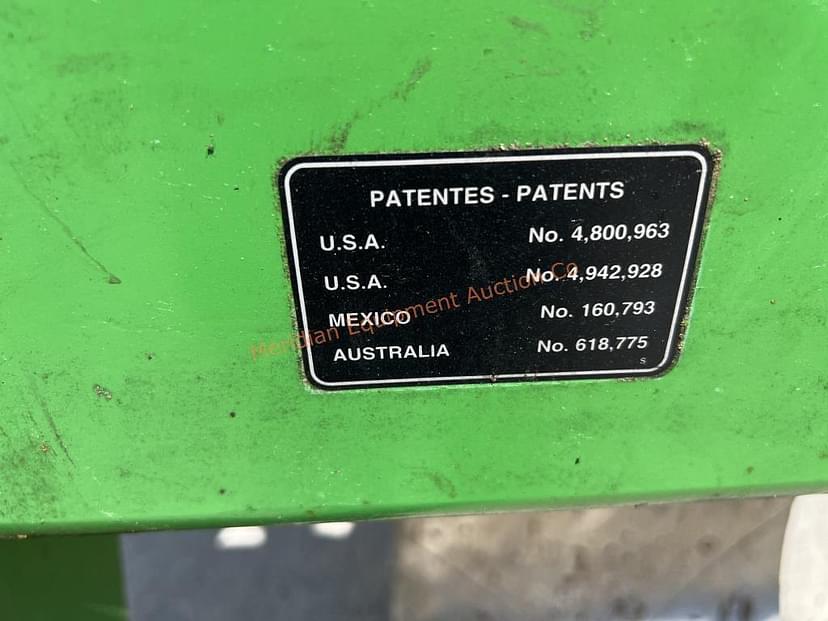 PATENTES - PATENTS
U.S.A. No. 4,800,963
U.S.A. No. 4,942,928
MEXICO No. 160,793
AUSTRALIA No. 618,775
S
Meridian Equipment Auction Co